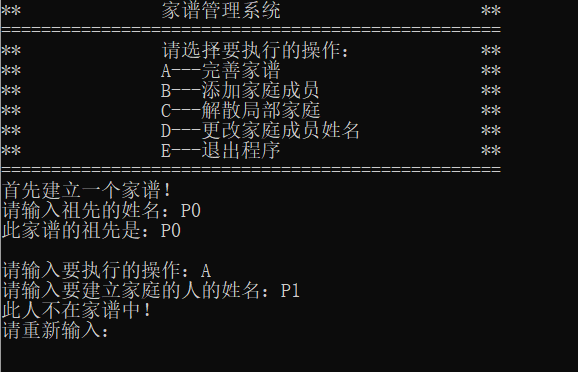 **              家谱管理系统                    **
==================================================
**              请选择要执行的操作:             **
**              A---完善家谱                    **
**              B---添加家庭成员                **
**              C---解散局部家庭                **
**              D---更改家庭成员姓名            **
**              E---退出程序                    **
==================================================
首先建立一个家谱!
请输入祖先的姓名: P0
此家谱的祖先是: P0

请输入要执行的操作: A
请输入要建立家庭的人的姓名: P1
此人不在家谱中!
请重新输入: